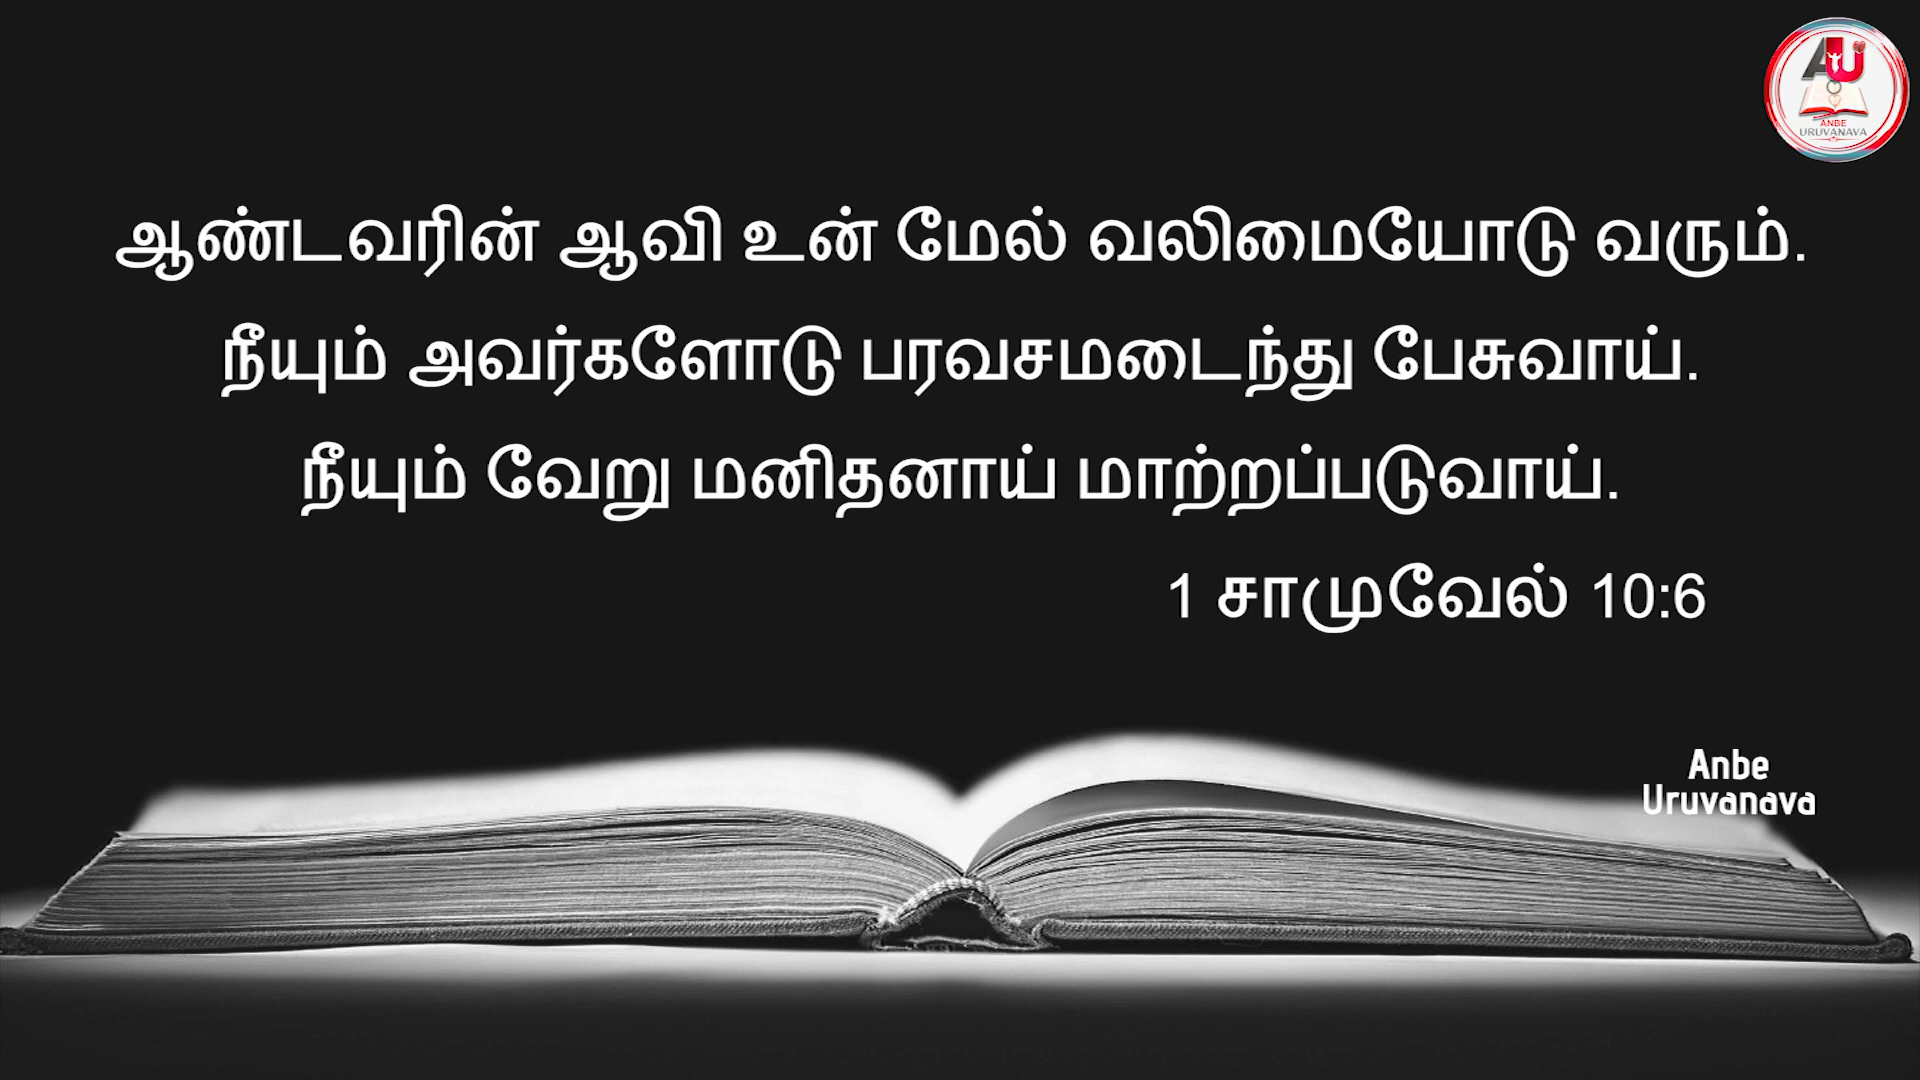 AU
ANBE
URUVANAVA
ஆண்டவரின் ஆவி உன் மேல் வலிமையோடு வரும்.
நீயும் அவர்களோடு பரவசமடைந்து பேசுவாய்.
நீயும் வேறு மனிதனாய் மாற்றப்படுவாய்.
1 சாமுவேல் 10:6
Anbe
Uruvanava